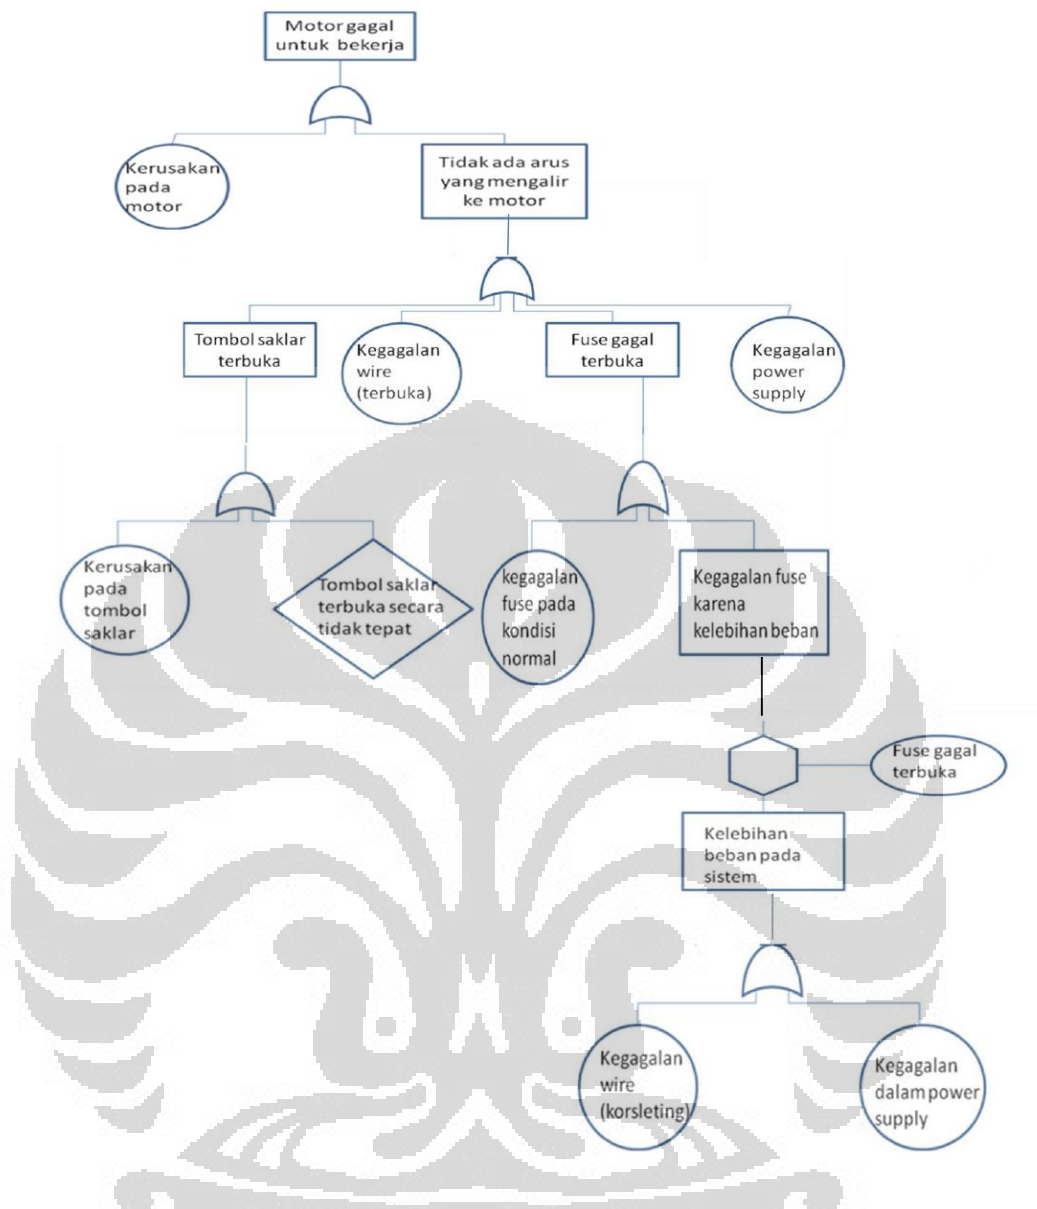 Motor gagal
untuk bekerja
Kerusakan
pada
motor
Tidak ada arus
yang mengalir
ke motor
Tombol saklar
terbuka
Kegagalan
wire
(terbuka)
Fuse gagal
terbuka
Kegagalan
power
supply
Kerusakan
pada
tombol
saklar
Tombol saklar
terbuka secara
tidak tepat
kegagalan
fuse pada
kondisi
normal
Kegagalan fuse
karena
kelebihan beban
Fuse gagal
terbuka
Kelebihan
beban pada
sistem
Kegagalan
wire
(korsleting)
Kegagalan
dalam power
supply